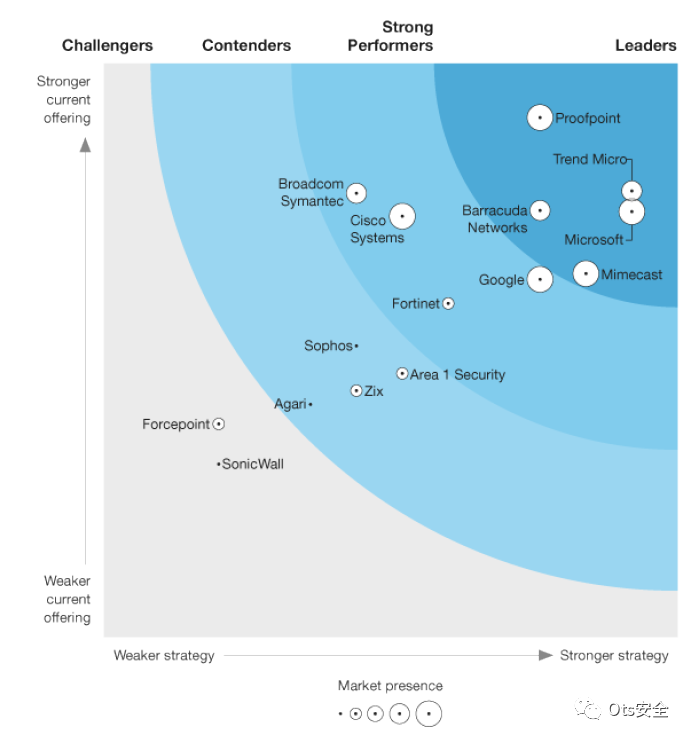 Challengers
Contenders
Strong
Performers
Leaders
Stronger
current
offering
Proofpoint
Trend Micro
Broadcom
Symantec
Cisco
Systems
Barracuda
Networks
Microsoft
Google
Mimecast
Fortinet
Sophos
Area 1 Security
Zix
Agari
Forcepoint
SonicWall
Weaker
current
offering
Weaker strategy
Stronger strategy
Market presence
Ots安全